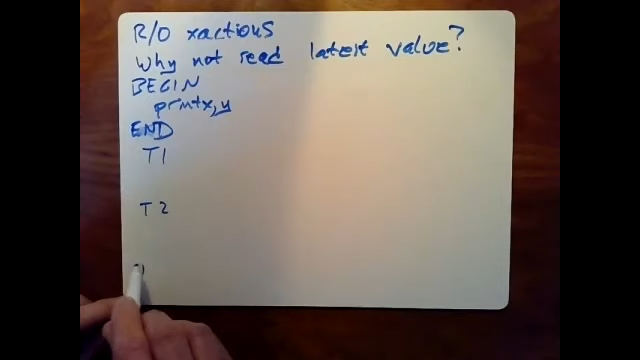 R/O xactions
Why not read latest value?
BEGIN
print x, y
END
T1
T2